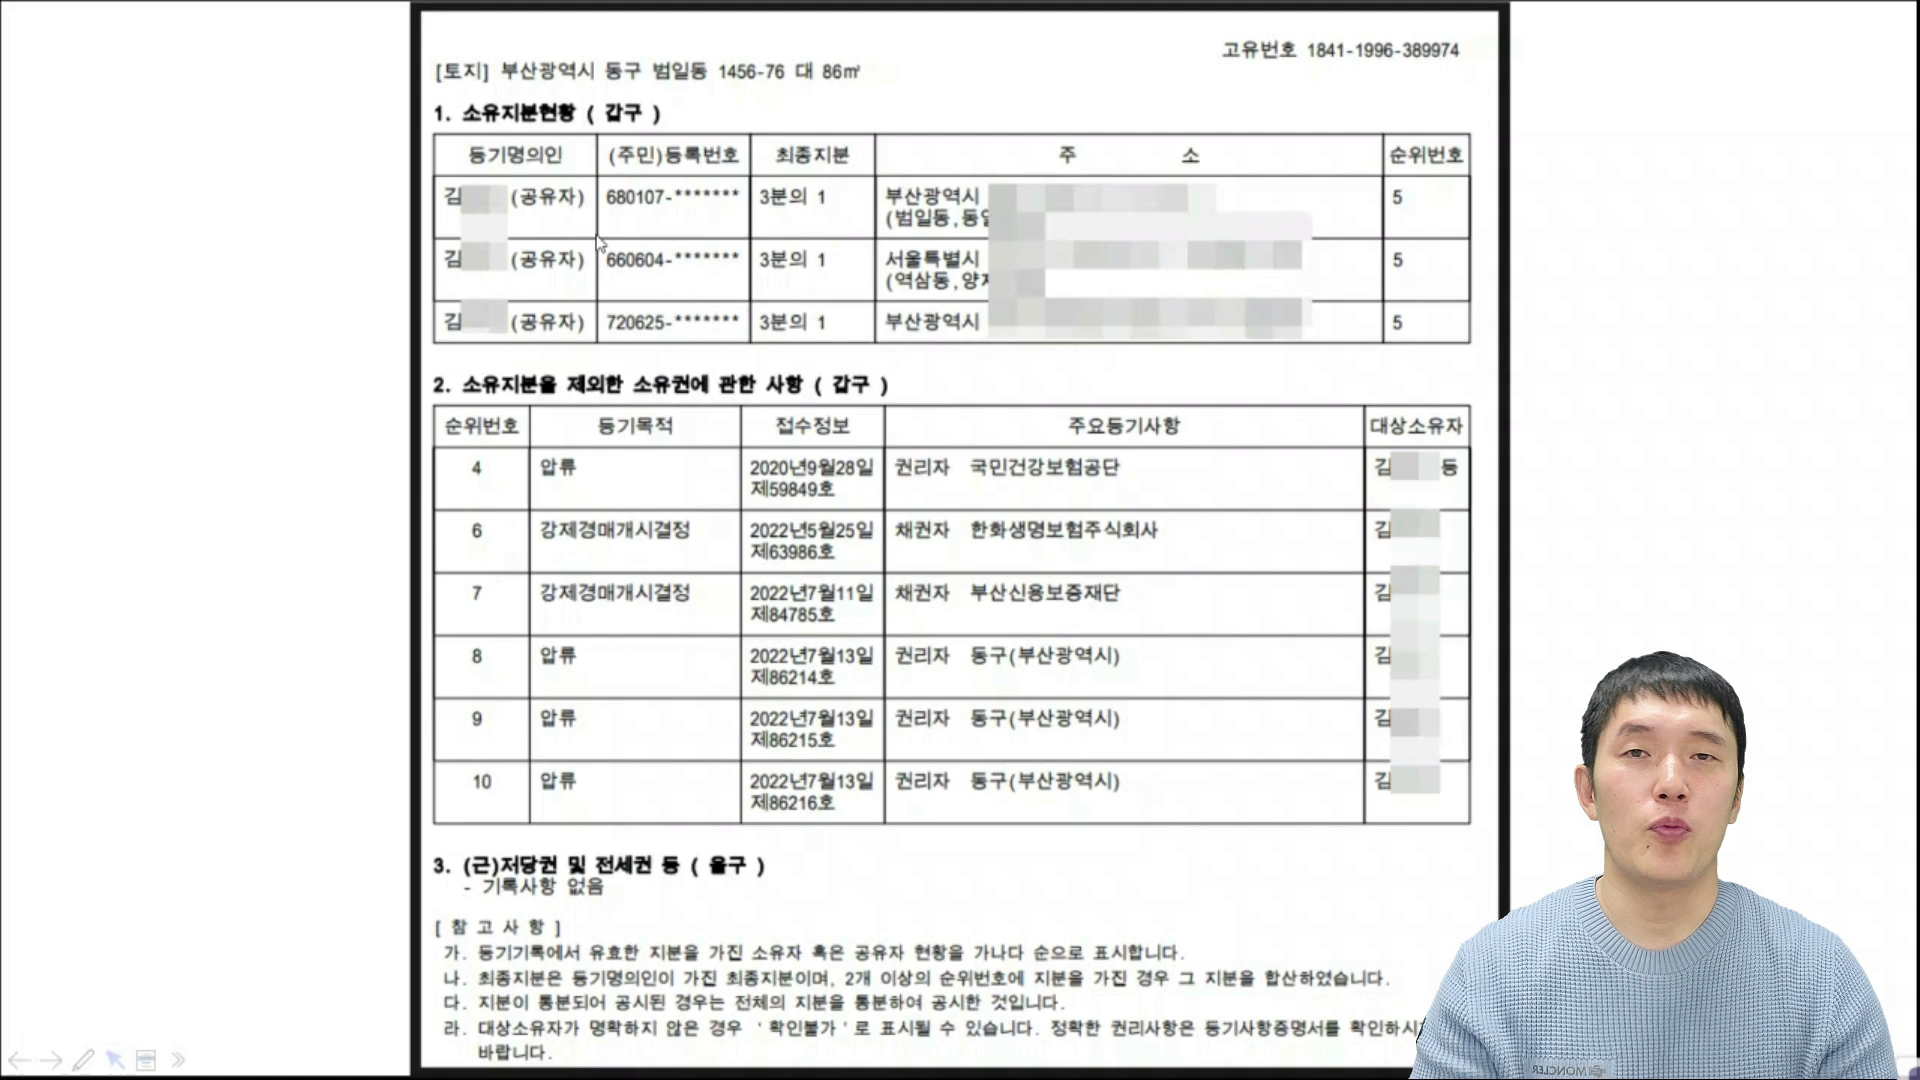 고유번호 1841-1996-389974
[토지] 부산광역시 동구 범일동 1456-76 대 86㎡
1. 소유지분현황 ( 갑구 )
등기명의인 (주민)등록번호 최종지분 주 소 순위번호
김 (공유자) 680107-******* 3분의 1 부산광역시 5
(범일동,동일
김 (공유자) 660604-******* 3분의 1 서울특별시 5
(역삼동,양지
김 (공유자) 720625-******* 3분의 1 부산광역시 5
2. 소유지분을 제외한 소유권에 관한 사항 ( 갑구 )
순위번호 등기목적 접수정보 주요등기사항 대상소유자
4 압류 2020년9월28일 권리자 국민건강보험공단 김 등
제59849호
6 강제경매개시결정 2022년5월25일 채권자 한화생명보험주식회사 김
제63986호
7 강제경매개시결정 2022년7월11일 채권자 부산신용보증재단 김
제84785호
8 압류 2022년7월13일 권리자 동구(부산광역시) 김
제86214호
9 압류 2022년7월13일 권리자 동구(부산광역시) 김
제86215호
10 압류 2022년7월13일 권리자 동구(부산광역시) 김
제86216호
3. (근)저당권 및 전세권 등 ( 을구 )
- 기록사항 없음
[ 참 고 사 항 ]
가. 등기기록에서 유효한 지분을 가진 소유자 혹은 공유자 현황을 가나다 순으로 표시합니다.
나. 최종지분은 등기명의인이 가진 최종지분이며, 2개 이상의 순위번호에 지분을 가진 경우 그 지분을 합산하였습니다.
다. 지분이 통분되어 공시된 경우는 전체의 지분을 통분하여 공시한 것입니다.
라. 대상소유자가 명확하지 않은 경우 '확인불가'로 표시될 수 있습니다. 정확한 권리사항은 등기사항증명서를 확인하시기
바랍니다.
MONCLER